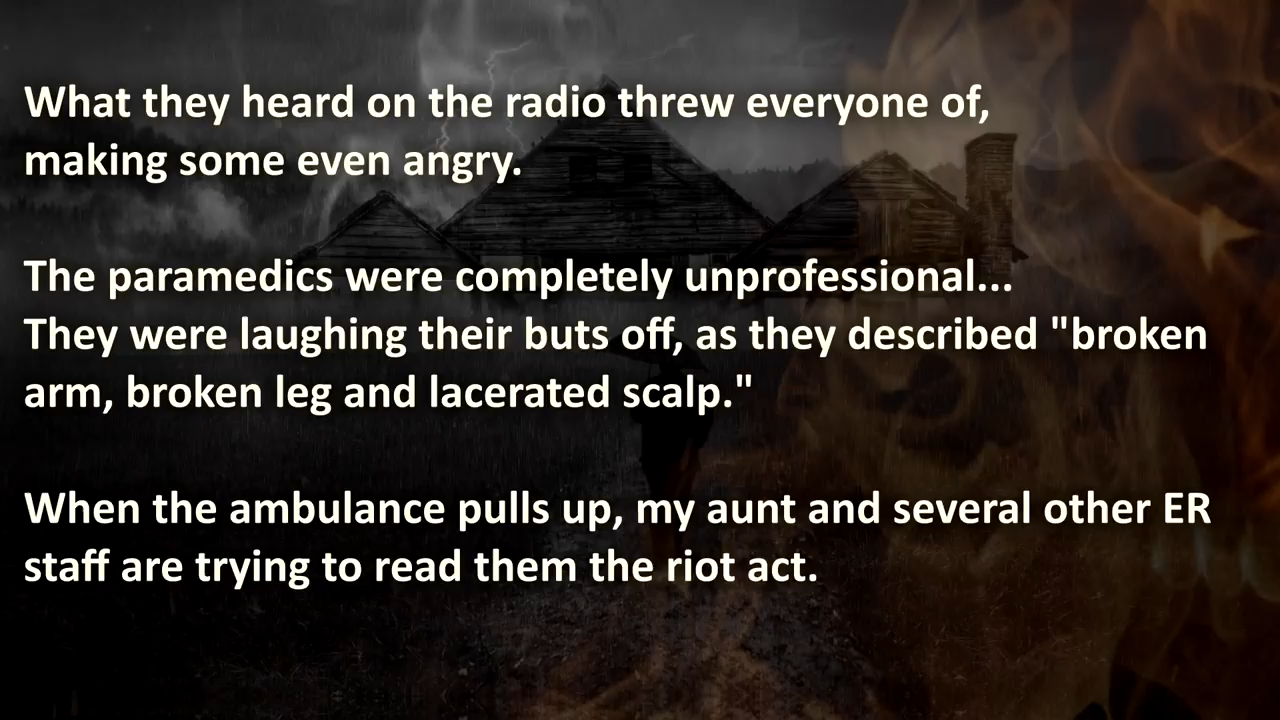 What they heard on the radio threw everyone of,
making some even angry.
The paramedics were completely unprofessional...
They were laughing their buts off, as they described "broken
arm, broken leg and lacerated scalp."
When the ambulance pulls up, my aunt and several other ER
staff are trying to read them the riot act.